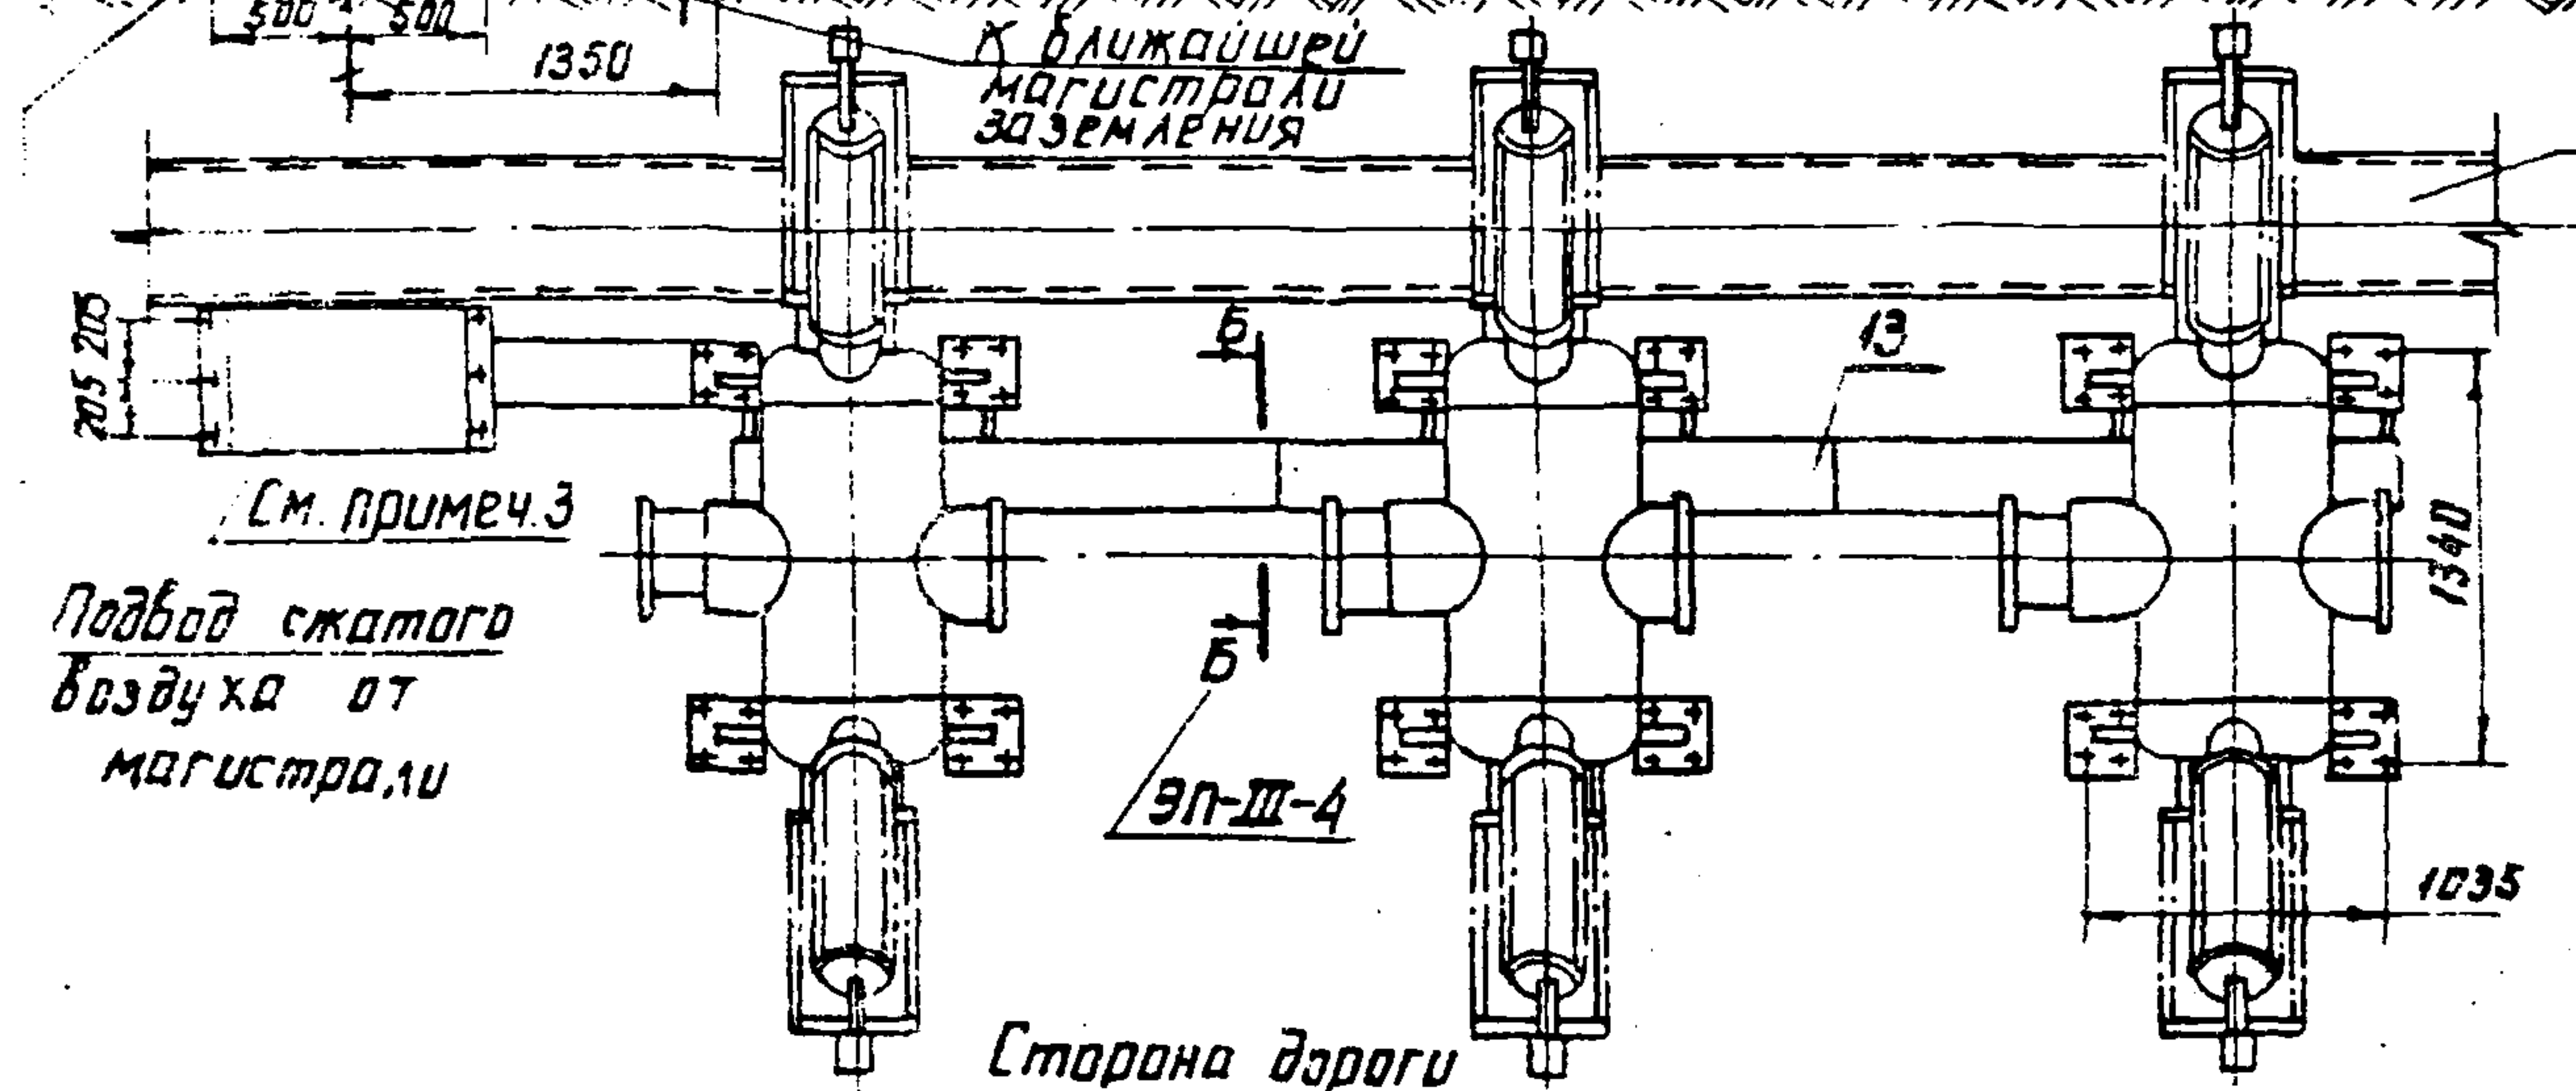 500 500
1350
К ближайшей
магистрали
заземления
205 205
Б
13
См. примеч.3
1340
Подвод сжатого
воздуха от
магистрали
Б
ЭП-III-4
1035
Сторона дороги